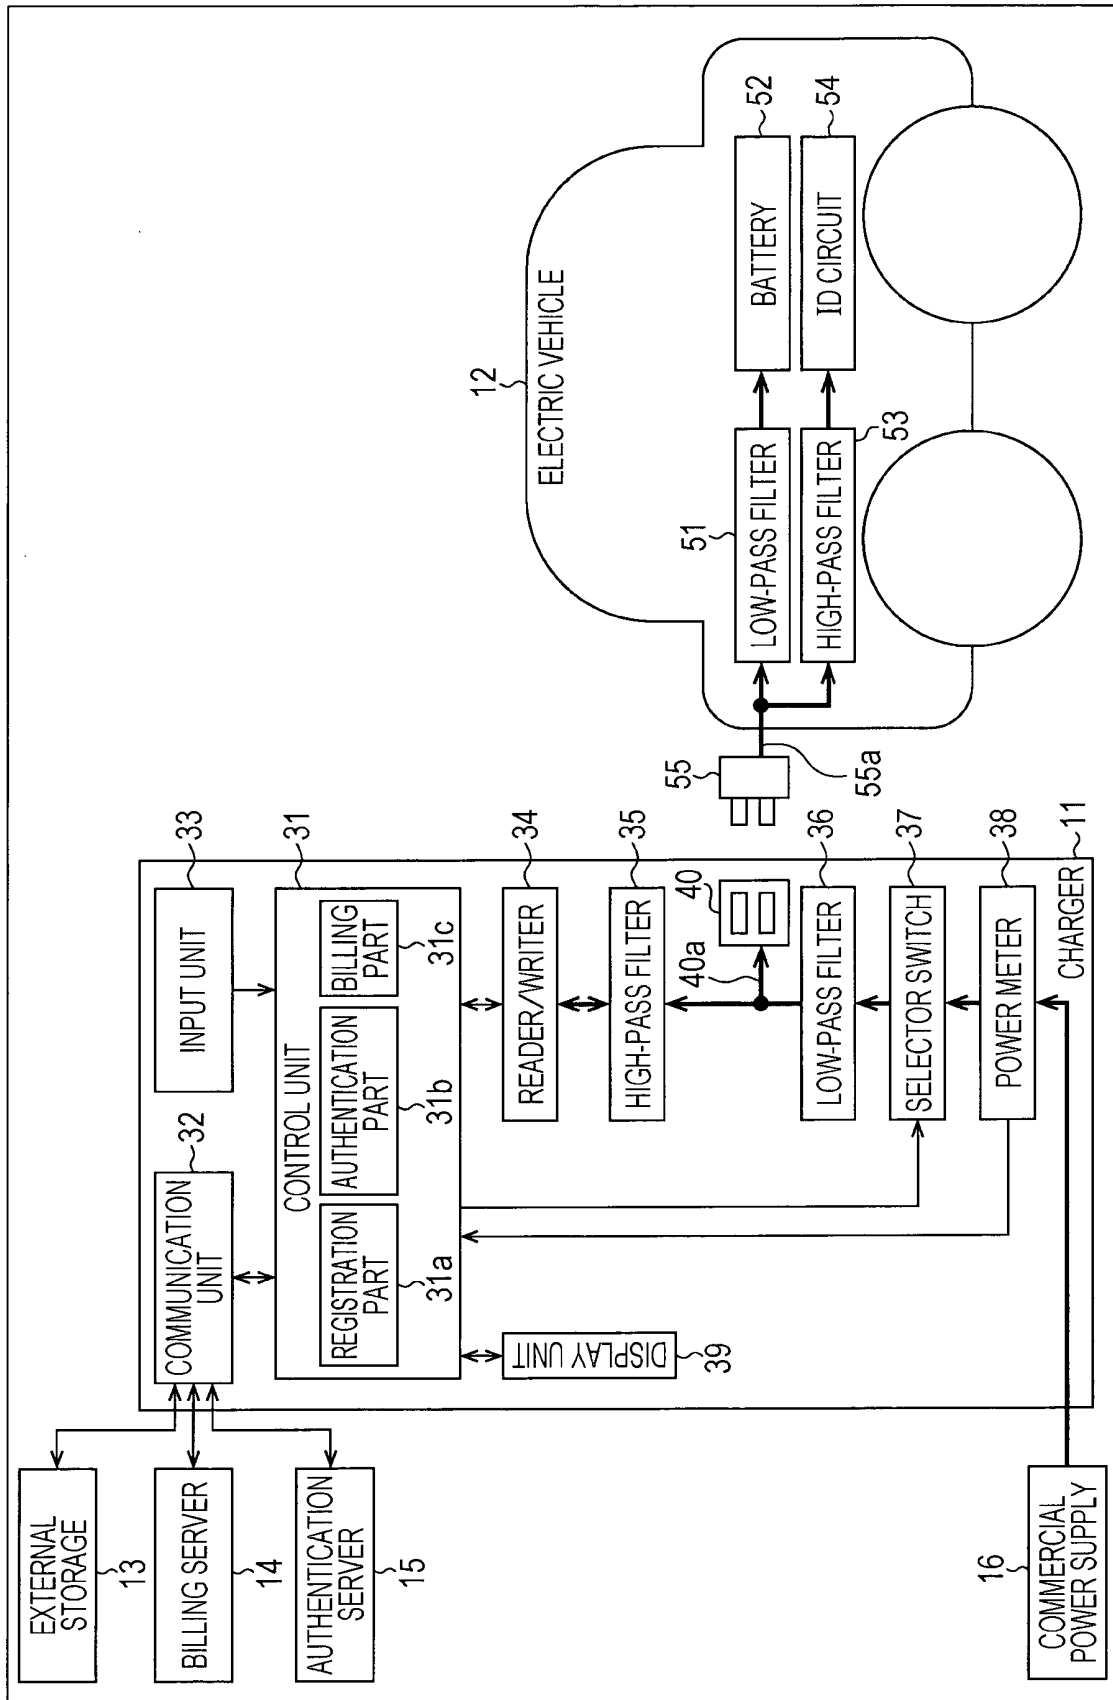 EXTERNAL
STORAGE
13
BILLING SERVER
14
AUTHENTICATION
SERVER
15
COMMERCIAL
POWER SUPPLY
16
COMMUNICATION
UNIT
32
INPUT UNIT
33
CONTROL UNIT
31
REGISTRATION
PART
31a
AUTHENTICATION
PART
31b
BILLING
PART
31c
DISPLAY UNIT
39
READER/WRITER
34
HIGH-PASS FILTER
35
40
40a
LOW-PASS FILTER
36
SELECTOR SWITCH
37
POWER METER
38
CHARGER
11
55
55a
12
ELECTRIC VEHICLE
51
LOW-PASS FILTER
BATTERY
52
HIGH-PASS FILTER
53
ID CIRCUIT
54